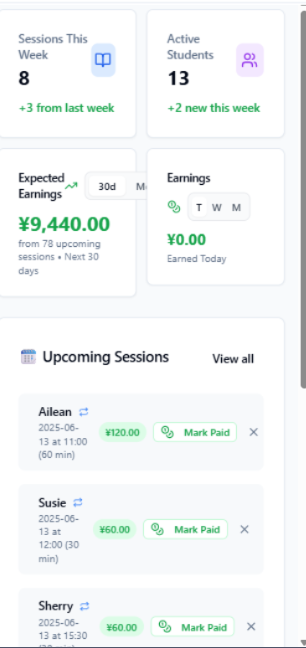 Sessions This
Week
8
+3 from last week
Active
Students
13
+2 new this week
Expected
Earnings
30d
¥9,440.00
from 78 upcoming
sessions • Next 30
days
Earnings
T W M
¥0.00
Earned Today
Upcoming Sessions
View all
Ailean
2025-06-
13 at 11:00
(60 min)
¥120.00
Mark Paid
Susie
2025-06-
13 at
12:00 (30
min)
¥60.00
Mark Paid
Sherry
2025-06-
13 at 15:30
¥60.00
Mark Paid